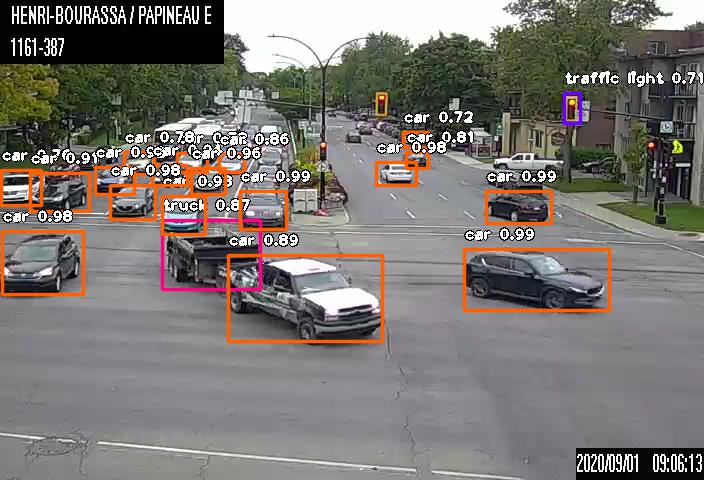 HENRI-BOURASSA / PAPINEAU E
1161-387
traffic light 0.71
car 0.72
car 0.78
car 0.86
car 0.81
car 0.98
car 0.91
car 0.96
car 0.98
car 0.93
car 0.99
car 0.99
truck 0.87
car 0.98
car 0.89
car 0.99
2020/09/01 09:06:13